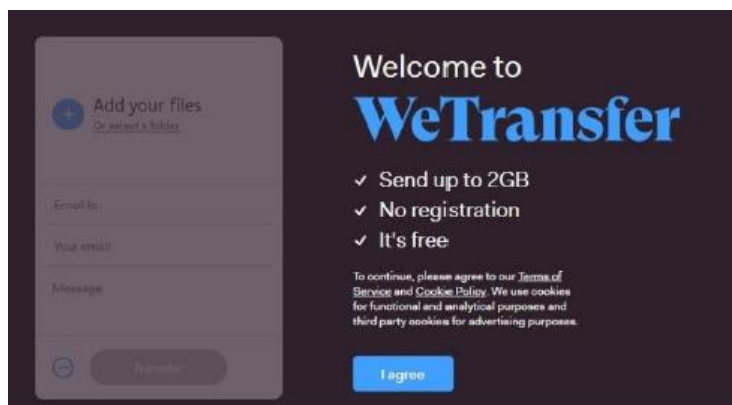 Add your files
Or select a folder
Email to
Your email
Message
Transfer
Welcome to
WeTransfer
Send up to 2GB
No registration
It's free
To continue, please agree to our Terms of
Service and Cookie Policy. We use cookies
for functional and analytical purposes and
third party cookies for advertising purposes.
I agree